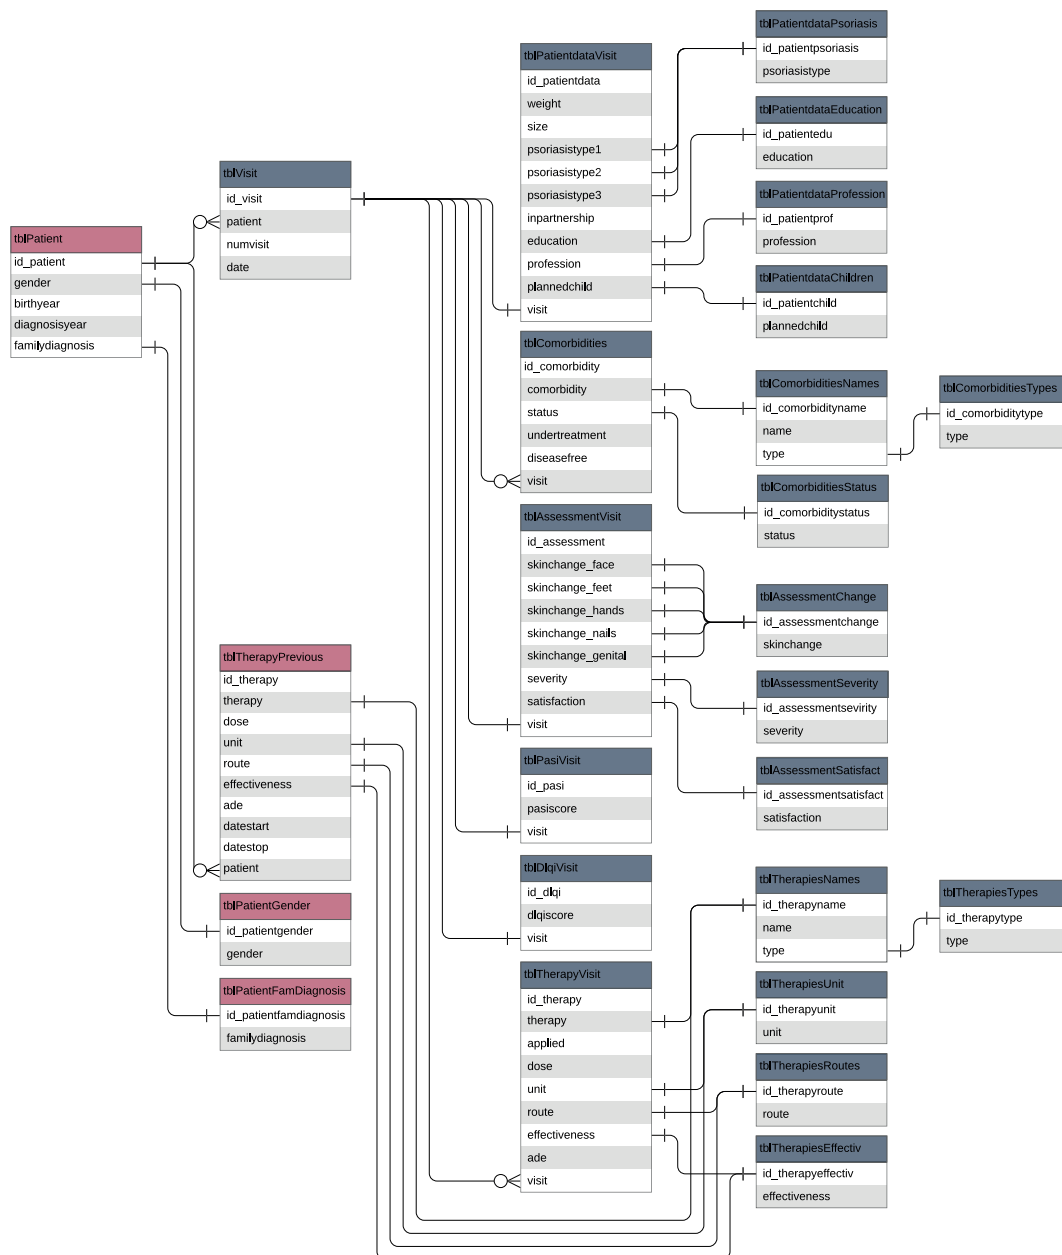 tblPatient
id_patient
gender
birthyear
diagnosisyear
familydiagnosis
tblVisit
id_visit
patient
numvisit
date
tblTherapyPrevious
id_therapy
therapy
dose
unit
route
effectiveness
ade
datestart
datestop
patient
tblPatientGender
id_patientgender
gender
tblPatientFamDiagnosis
id_patientfamdiagnosis
familydiagnosis
tblPatientdataVisit
id_patientdata
weight
size
psoriasistype1
psoriasistype2
psoriasistype3
inpartnership
education
profession
plannedchild
visit
tblComorbidities
id_comorbidity
comorbidity
status
undertreatment
diseasefree
visit
tblAssessmentVisit
id_assessment
skinchange_face
skinchange_feet
skinchange_hands
skinchange_nails
skinchange_genital
severity
satisfaction
visit
tblPasiVisit
id_pasi
pasiscore
visit
tblDlqiVisit
id_dlqi
dlqiscore
visit
tblTherapyVisit
id_therapy
therapy
applied
dose
unit
route
effectiveness
ade
visit
tblPatientdataPsoriasis
id_patientpsoriasis
psoriasistype
tblPatientdataEducation
id_patientedu
education
tblPatientdataProfession
id_patientprof
profession
tblPatientdataChildren
id_patientchild
plannedchild
tblComorbiditiesNames
id_comorbidityname
name
type
tblComorbiditiesTypes
id_comorbiditytype
type
tblComorbiditiesStatus
id_comorbiditystatus
status
tblAssessmentChange
id_assessmentchange
skinchange
tblAssessmentSeverity
id_assessmentsevirity
severity
tblAssessmentSatisfact
id_assessmentsatisfact
satisfaction
tblTherapiesNames
id_therapyname
name
type
tblTherapiesTypes
id_therapytype
type
tblTherapiesUnit
id_therapyunit
unit
tblTherapiesRoutes
id_therapyroute
route
tblTherapiesEffectiv
id_therapyeffectiv
effectiveness